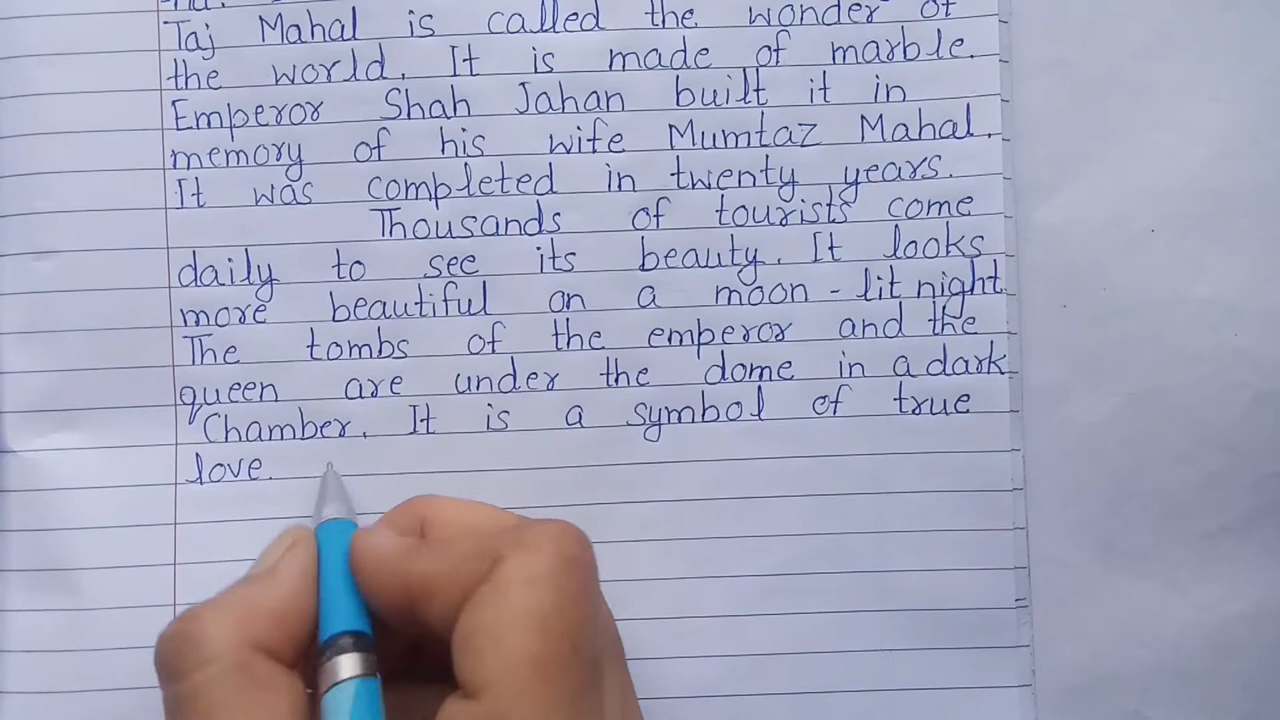 Taj Mahal is called the wonder of
the world. It is made of marble.
Emperor Shah Jahan built it in
memory of his wife Mumtaz Mahal.
It was completed in twenty years.
Thousands of tourists come
daily to see its beauty. It looks
more beautiful on a moon-lit night.
The tombs of the emperor and the
queen are under the dome in a dark
Chamber. It is a symbol of true
love.